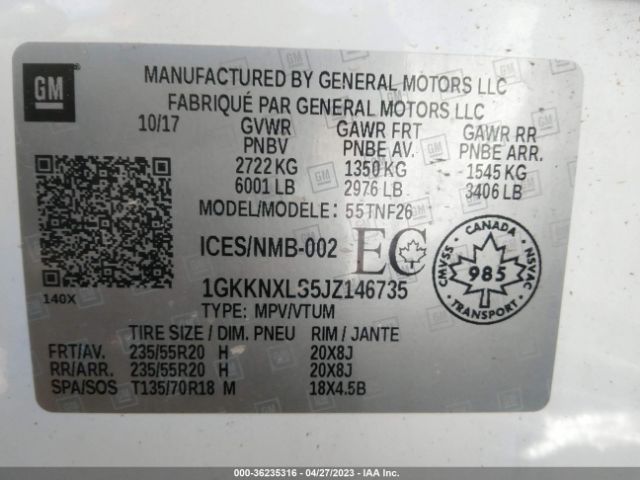 GM
MANUFACTURED BY GENERAL MOTORS LLC
FABRIQUÉ PAR GENERAL MOTORS LLC
10/17 GVWR GAWR FRT GAWR RR
PNBV PNBE AV. PNBE ARR.
2722 KG 1350 KG 1545 KG
6001 LB 2976 LB 3406 LB
MODEL/MODELE: 55TNF26
ICES/NMB-002 EC
CANADA
CMVSS 985 NSVAC
140X
1GKKNXLS5JZ146735
TYPE: MPV/VTUM
TIRE SIZE / DIM. PNEU RIM / JANTE
FRT/AV. 235/55R20 H 20X8J
RR/ARR. 235/55R20 H 20X8J
SPA/SOS T135/70R18 M 18X4.5B
000-36235316 - 04/27/2023 - IAA Inc.